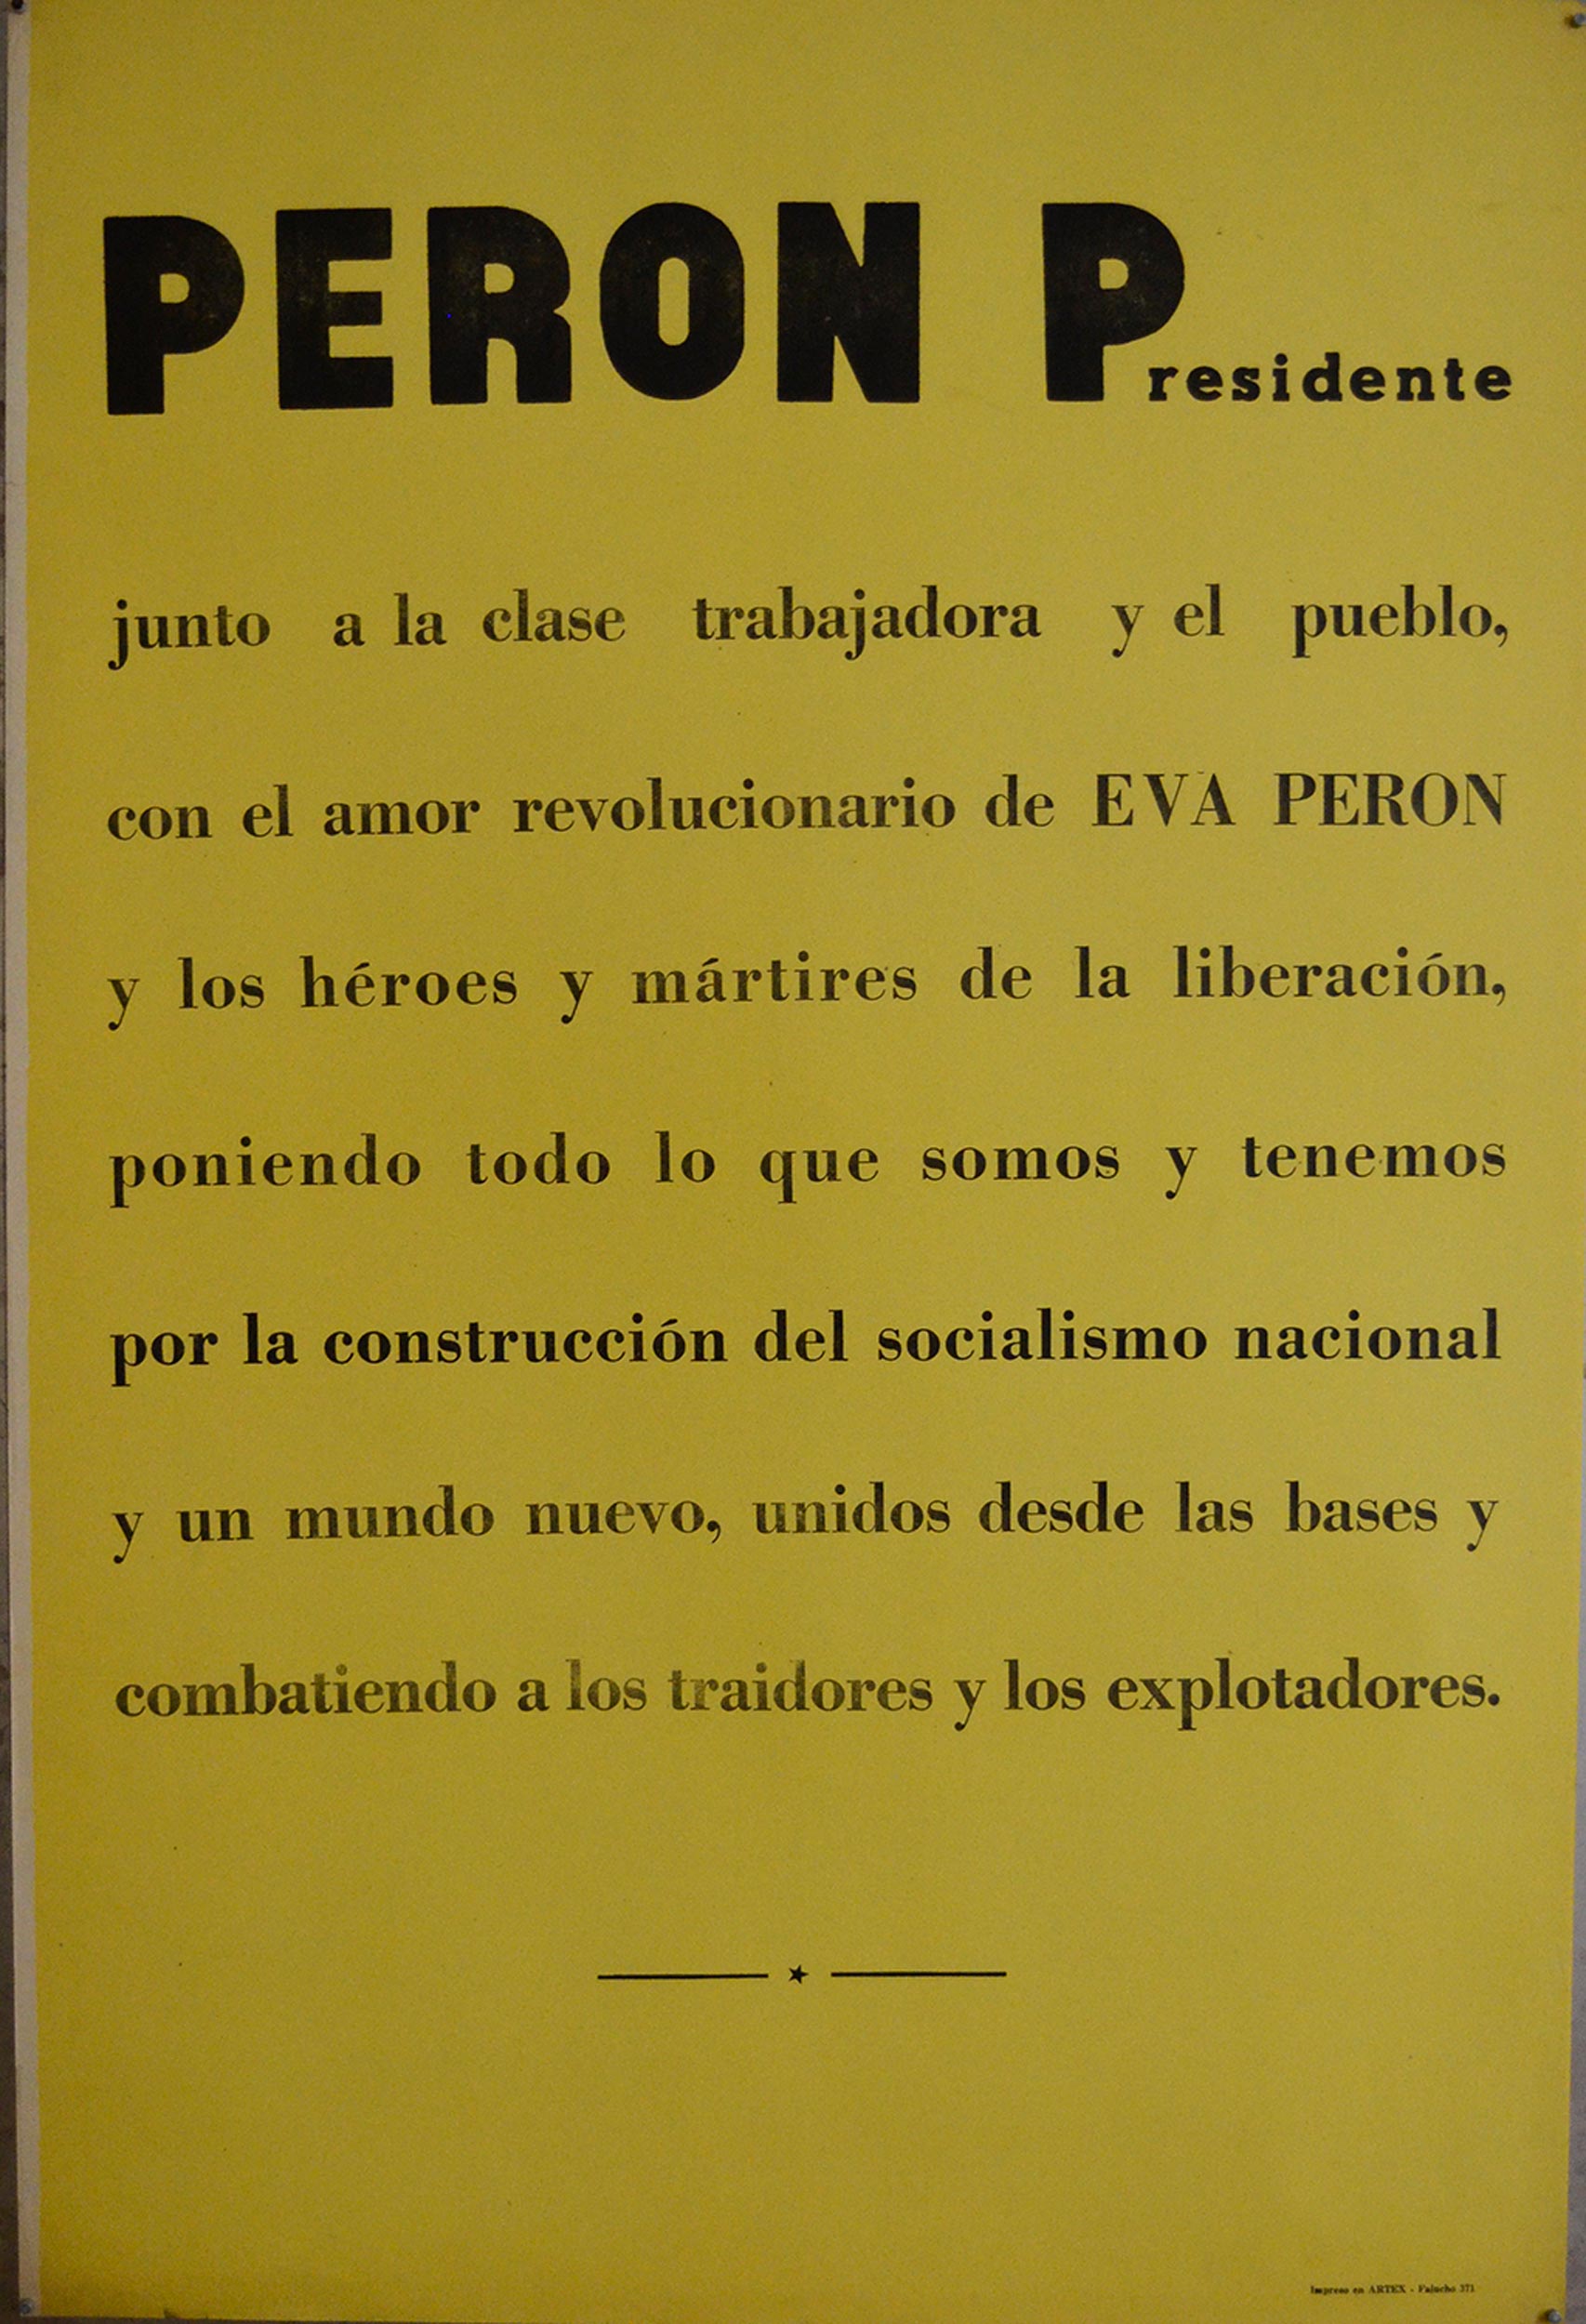 PERON Presidente
junto a la clase trabajadora y el pueblo,
con el amor revolucionario de EVA PERON
y los héroes y mártires de la liberación,
poniendo todo lo que somos y tenemos
por la construcción del socialismo nacional
y un mundo nuevo, unidos desde las bases y
combatiendo a los traidores y los explotadores.
Impreso en ARTEX - Falucho 371